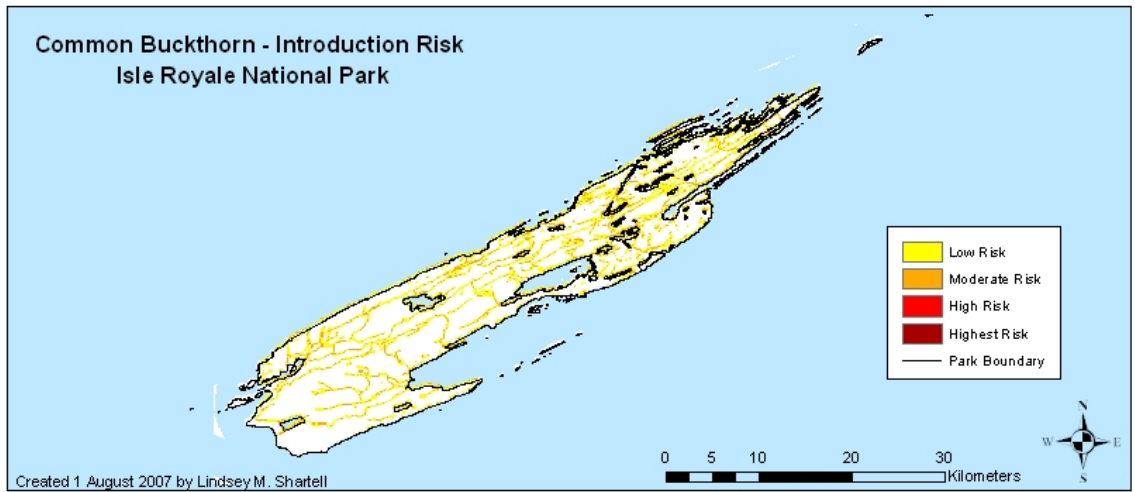 Common Buckthorn - Introduction Risk
Isle Royale National Park
Low Risk
Moderate Risk
High Risk
Highest Risk
Park Boundary
N
W E
S
0 5 10 20 30
Kilometers
Created 1 August 2007 by Lindsey M. Shartell